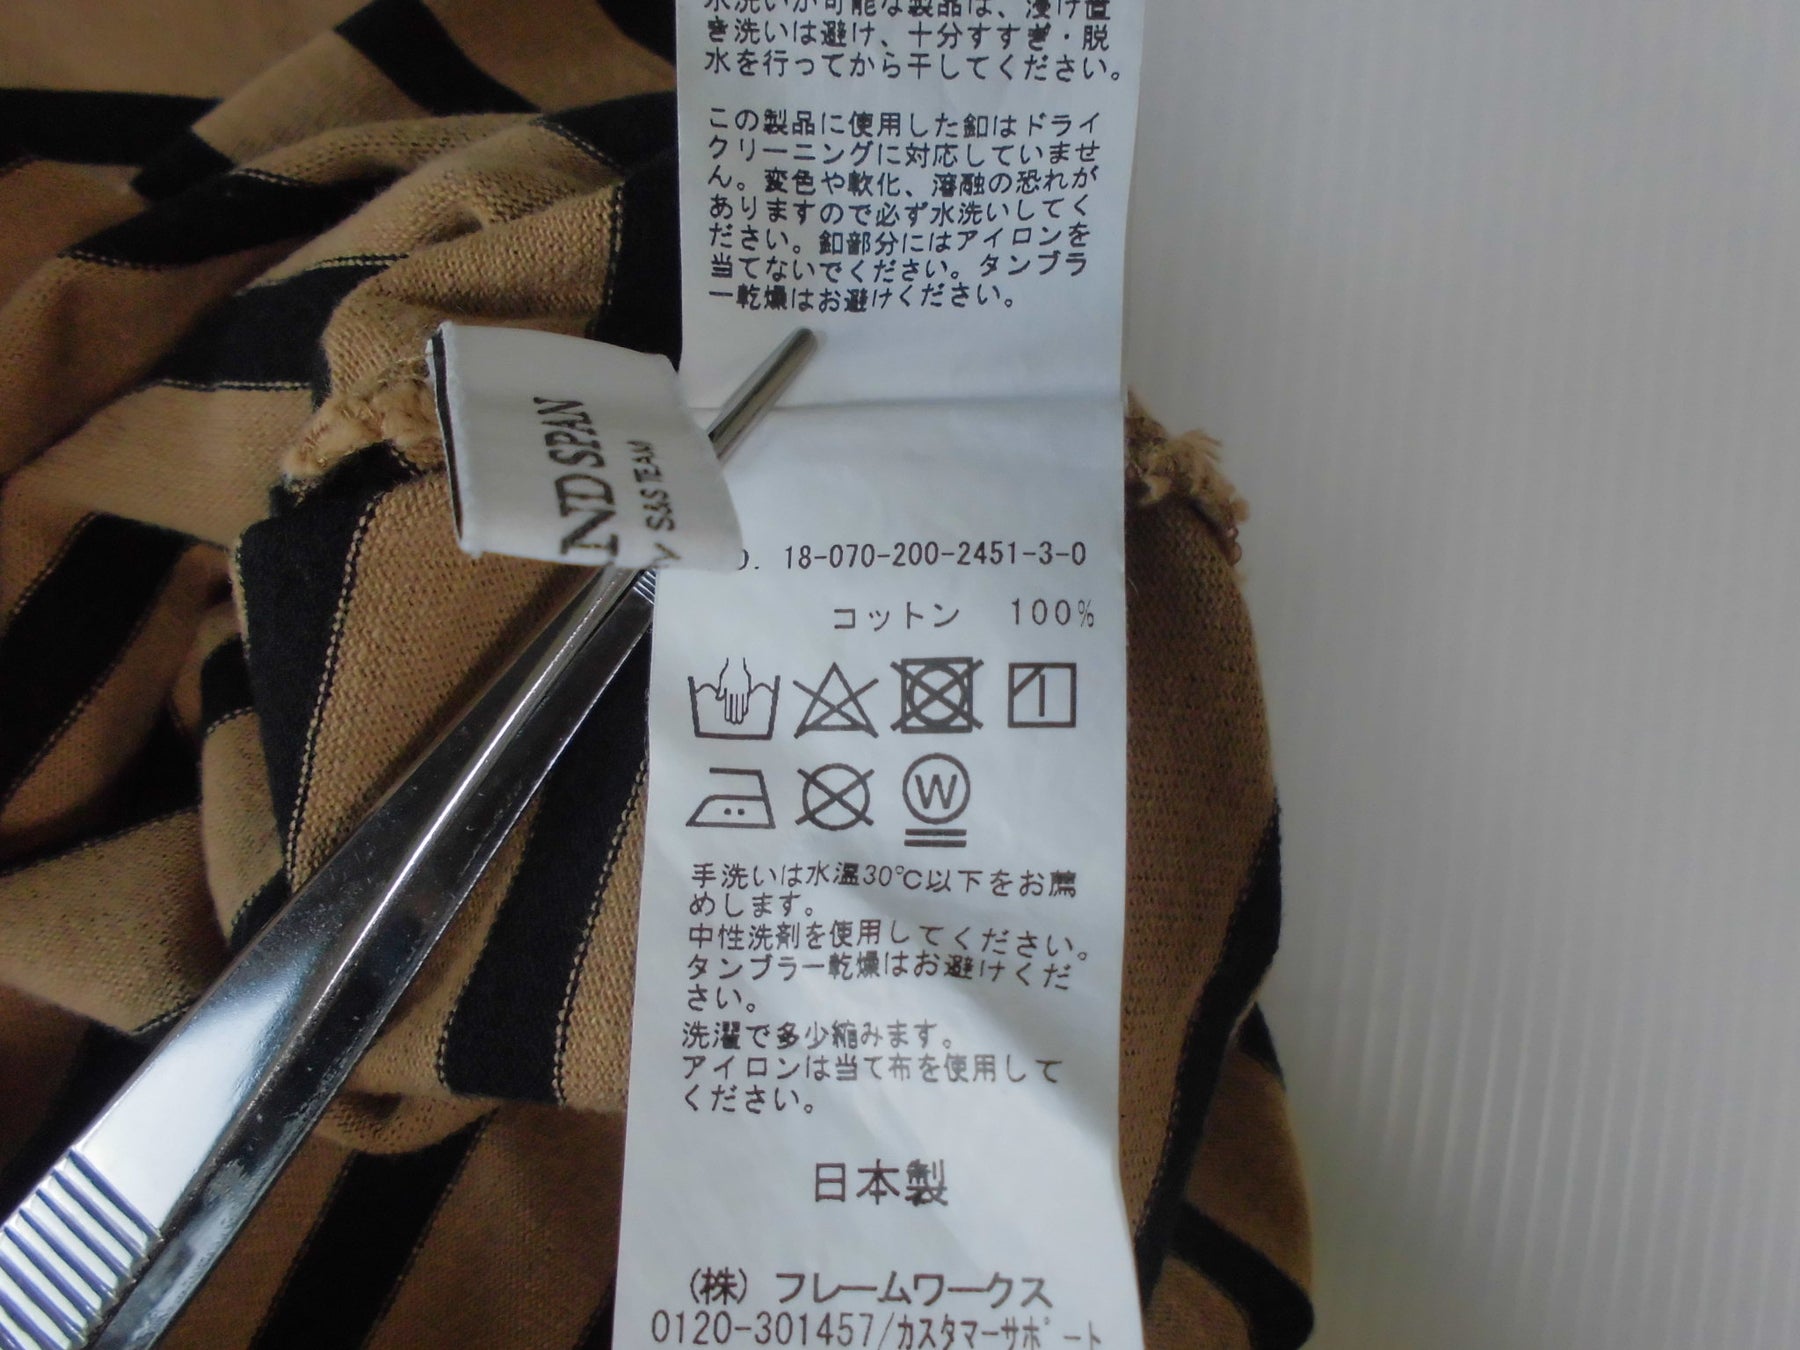 水洗いが可能な製品は、浸け置
き洗いは避け、十分すすぎ・脱
水を行ってから干してください。
この製品に使用した釦はドライ
クリーニングに対応していませ
ん。変色や軟化、溶融の恐れが
ありますので必ず水洗いしてく
ださい。釦部分にはアイロンを
当てないでください。タンブラ
ー乾燥はお避けください。
ND SPAN
S&S TEAM
18-070-200-2451-3-0
コットン 100%
W
手洗いは水温30℃以下をお薦
めします。
中性洗剤を使用してください。
タンブラー乾燥はお避けくだ
さい。
洗濯で多少縮みます。
アイロンは当て布を使用して
ください。
日本製
(株) フレームワークス
0120-301457/カスタマーサポート